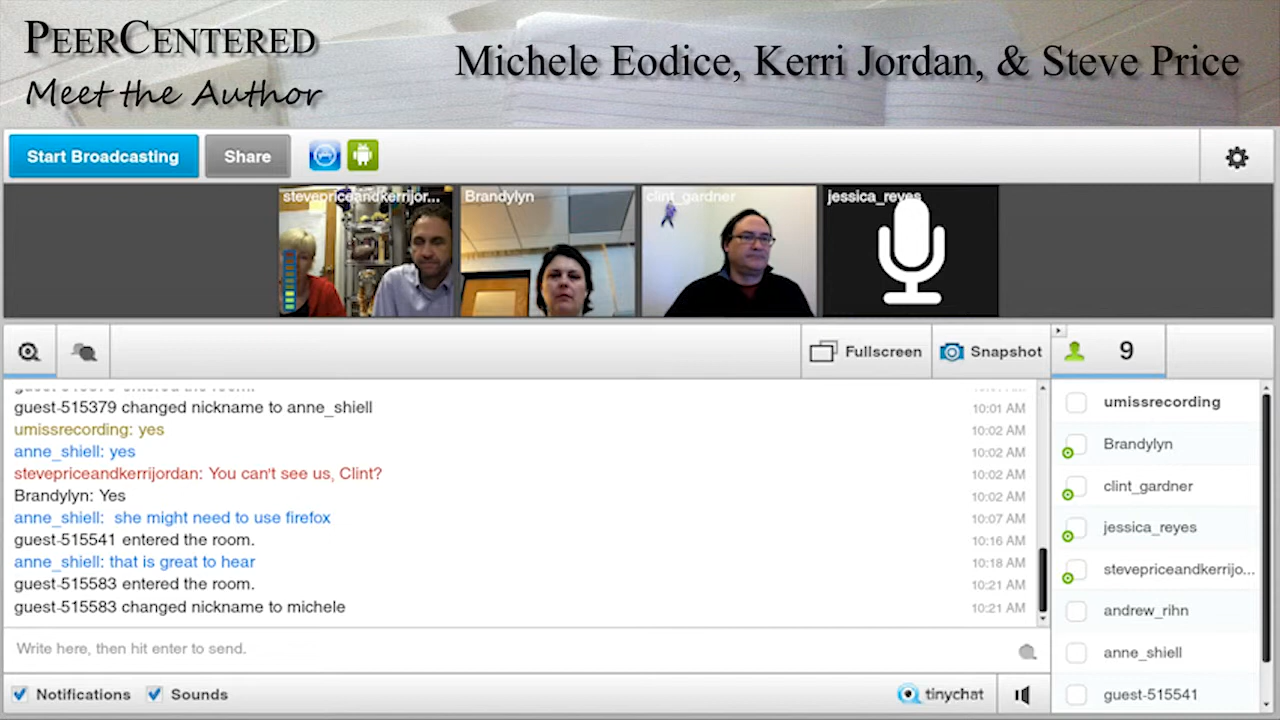 PEERCENTERED
Meet the Author
Michele Eodice, Kerri Jordan, & Steve Price
Start Broadcasting
Share
stevepriceandkerrijor...
Brandylyn
clint_gardner
jessica_reyes
Fullscreen
Snapshot
9
guest-515379 changed nickname to anne_shiell 10:01 AM
umissrecording: yes 10:02 AM
anne_shiell: yes 10:02 AM
stevepriceandkerrijordan: You can't see us, Clint? 10:02 AM
Brandylyn: Yes 10:02 AM
anne_shiell: she might need to use firefox 10:07 AM
guest-515541 entered the room. 10:16 AM
anne_shiell: that is great to hear 10:18 AM
guest-515583 entered the room. 10:21 AM
guest-515583 changed nickname to michele 10:21 AM
Write here, then hit enter to send.
Notifications
Sounds
tinychat
umissrecording
Brandylyn
clint_gardner
jessica_reyes
stevepriceandkerrijo...
andrew_rihn
anne_shiell
guest-515541